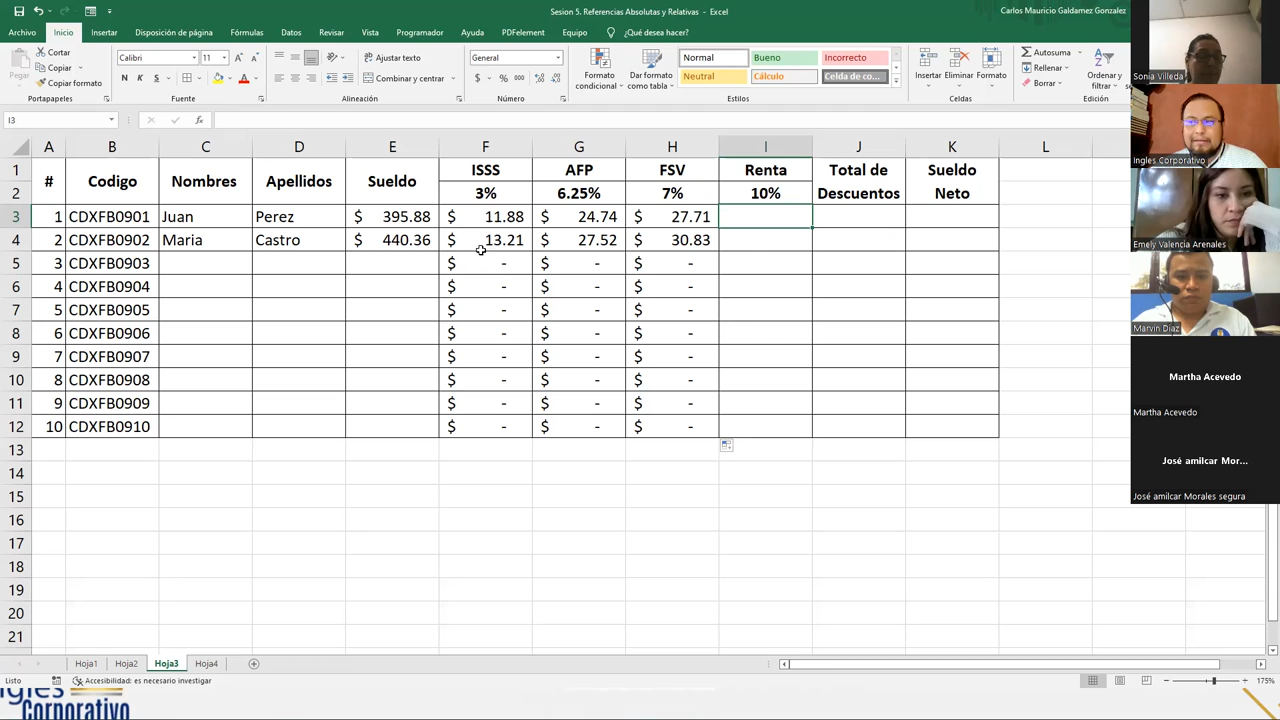 Sesion 5. Referencias Absolutas y Relativas - Excel
Carlos Mauricio Galdamez Gonzalez
Archivo Inicio Insertar Disposición de página Fórmulas Datos Revisar Vista Programador Ayuda PDFelement Equipo ¿Qué desea hacer?
Pegar
Cortar
Copiar
Copiar formato
Portapapeles
Calibri 11
N K S
Fuente
Ajustar texto
Combinar y centrar
Alineación
General
$ % 000
Número
Formato condicional
Dar formato como tabla
Normal Bueno Incorrecto
Neutral Cálculo Celda de co...
Estilos
Insertar Eliminar Formato
Celdas
Autosuma
Rellenar
Borrar
Ordenar y filtrar
Edición
I3
fx
A B C D E F G H I J K L
1 # Codigo Nombres Apellidos Sueldo ISSS AFP FSV Renta Total de Descuentos Sueldo Neto
2 3% 6.25% 7% 10%
3 1 CDXFB0901 Juan Perez $ 395.88 $ 11.88 $ 24.74 $ 27.71
4 2 CDXFB0902 Maria Castro $ 440.36 $ 13.21 $ 27.52 $ 30.83
5 3 CDXFB0903 $ - $ - $ -
6 4 CDXFB0904 $ - $ - $ -
7 5 CDXFB0905 $ - $ - $ -
8 6 CDXFB0906 $ - $ - $ -
9 7 CDXFB0907 $ - $ - $ -
10 8 CDXFB0908 $ - $ - $ -
11 9 CDXFB0909 $ - $ - $ -
12 10 CDXFB0910 $ - $ - $ -
13
14
15
16
17
18
19
20
21
Hoja1 Hoja2 Hoja3 Hoja4
Listo Accesibilidad: es necesario investigar
175%
Ingles
Corporativo
Sonia Villeda
Ingles Corporativo
Emely Valencia Arenales
Marvin Diaz
Martha Acevedo
Martha Acevedo
José amilcar Mor...
José amilcar Morales segura